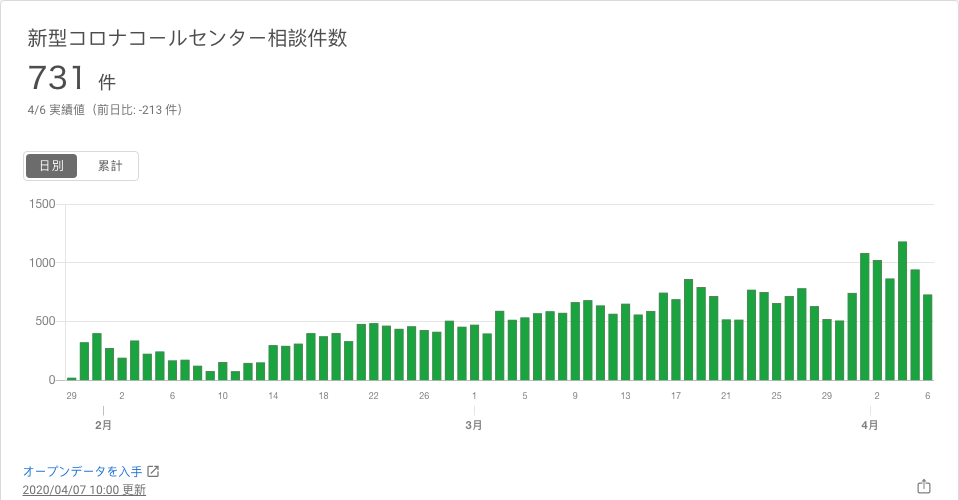 新型コロナコールセンター相談件数
731 件
4/6 実績値（前日比: -213 件）
日別 累計
1500
1000
500
0
29 2 6 10 14 18 22 26 1 5 9 13 17 21 25 29 2 6
2月 3月 4月
オープンデータを入手
2020/04/07 10:00 更新